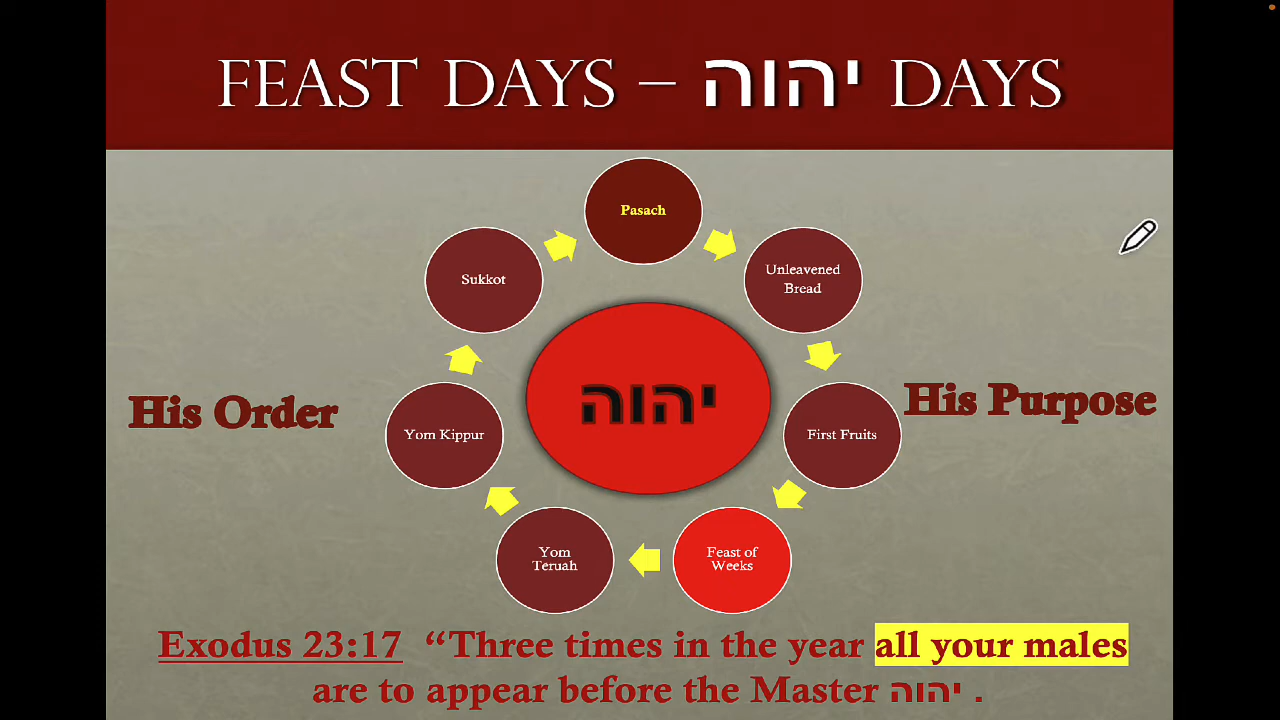 FEAST DAYS – יהוה DAYS
Pasach
Sukkot
Unleavened
Bread
His Order
יהוה
His Purpose
Yom Kippur
First Fruits
Yom
Teruah
Feast of
Weeks
Exodus 23:17 “Three times in the year all your males
are to appear before the Master יהוה .